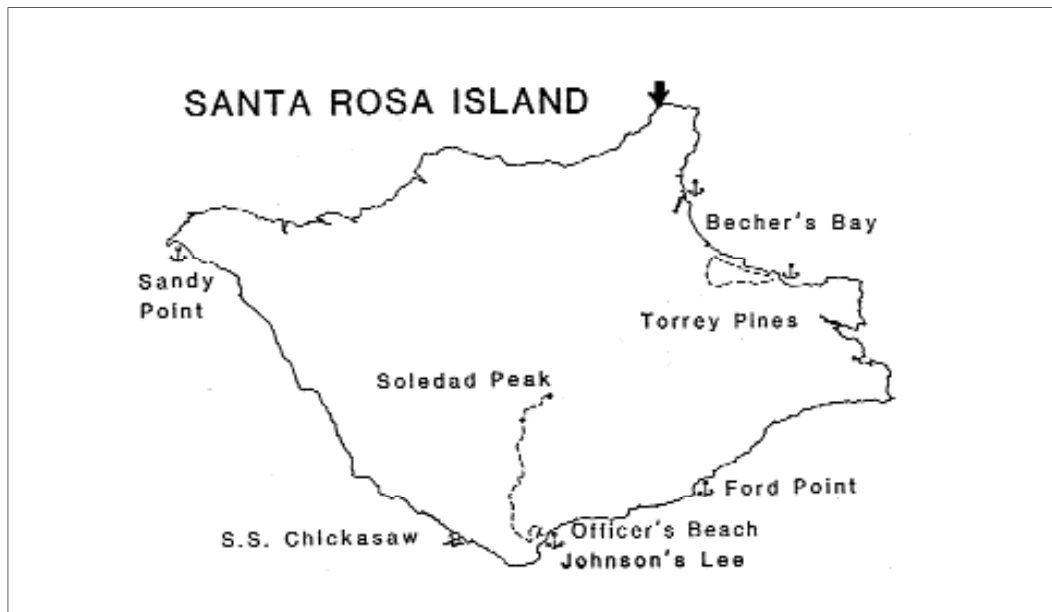 SANTA ROSA ISLAND
Becher's Bay
Sandy
Point
Torrey Pines
Soledad Peak
Ford Point
S.S. Chickasaw
Officer's Beach
Johnson's Lee